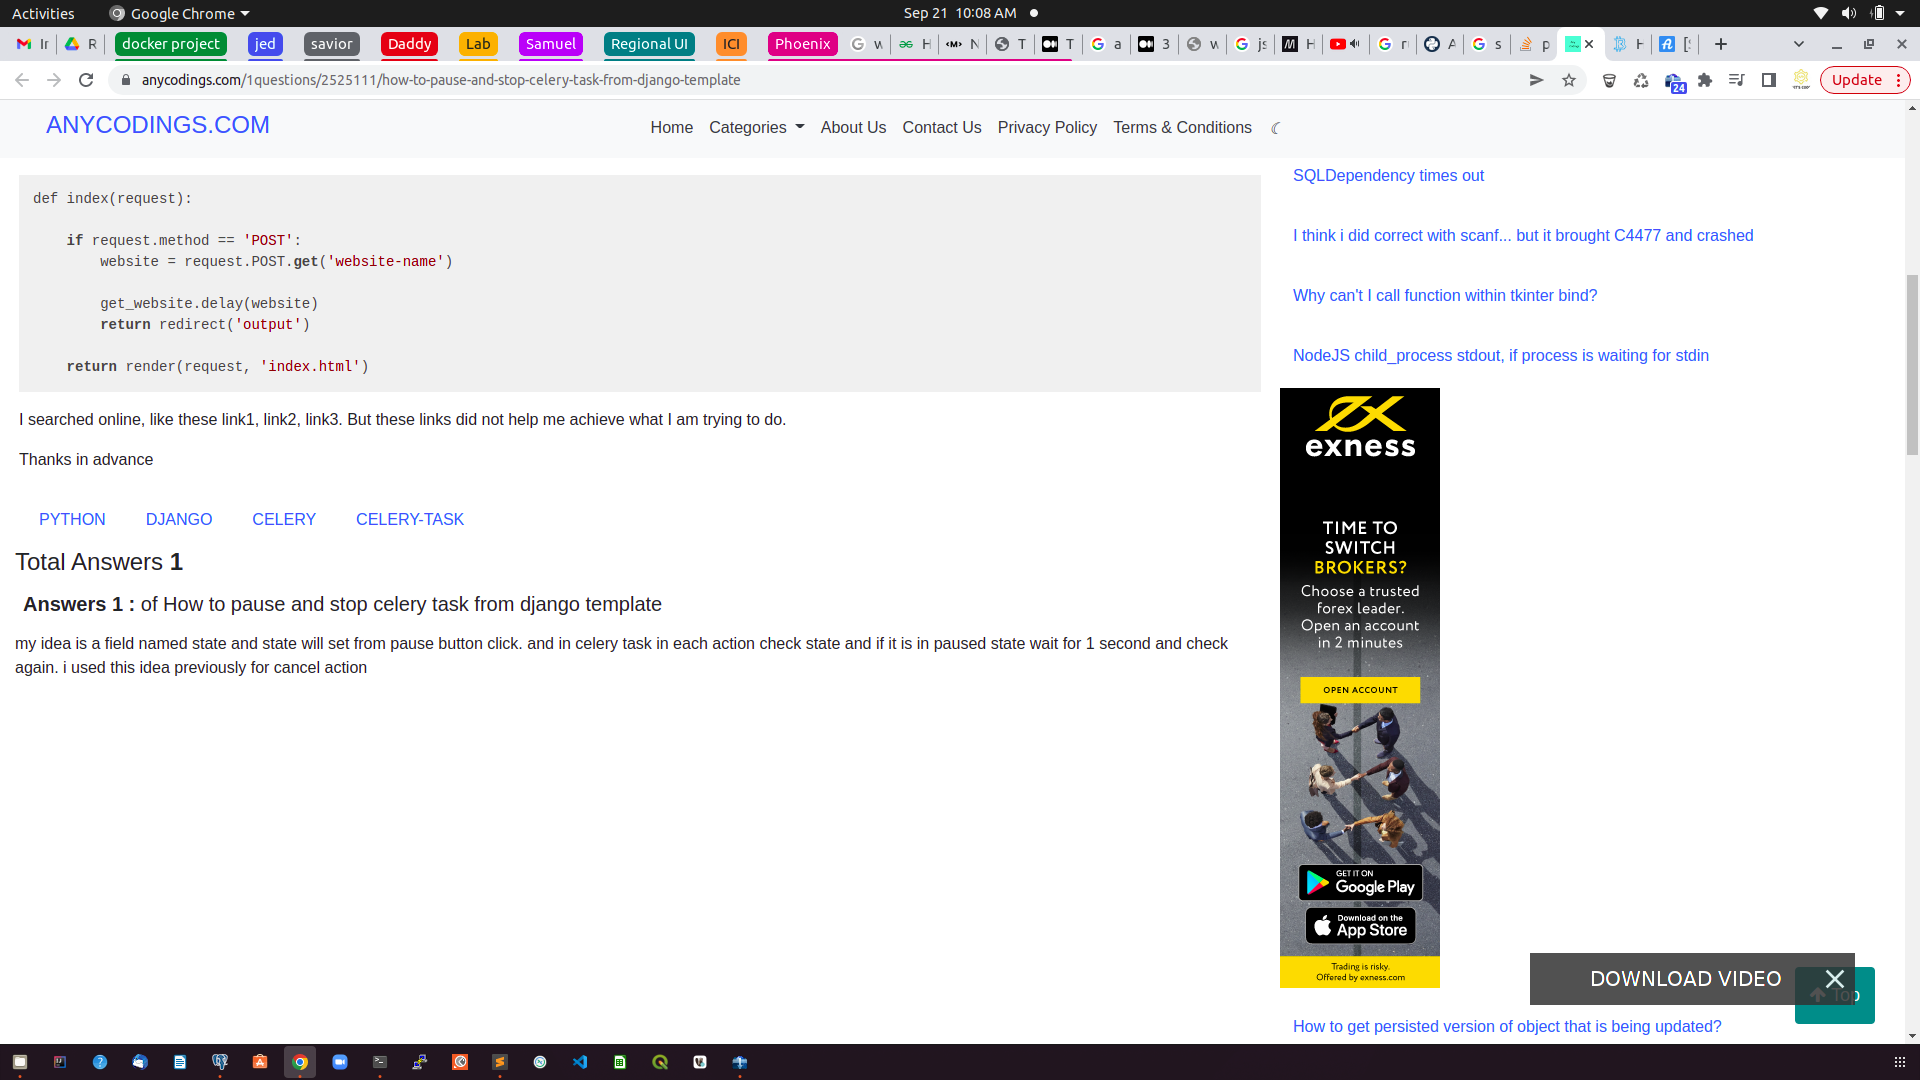 Activities
Google Chrome
Sep 21 10:08 AM
docker project
jed
savior
Daddy
Lab
Samuel
Regional UI
ICI
Phoenix
anycodings.com/1questions/2525111/how-to-pause-and-stop-celery-task-from-django-template
24
Update
ANYCODINGS.COM
Home
Categories
About Us
Contact Us
Privacy Policy
Terms & Conditions
def index(request):
if request.method == 'POST':
website = request.POST.get('website-name')
get_website.delay(website)
return redirect('output')
return render(request, 'index.html')
I searched online, like these link1, link2, link3. But these links did not help me achieve what I am trying to do.
Thanks in advance
PYTHON
DJANGO
CELERY
CELERY-TASK
Total Answers 1
Answers 1 : of How to pause and stop celery task from django template
my idea is a field named state and state will set from pause button click. and in celery task in each action check state and if it is in paused state wait for 1 second and check
again. i used this idea previously for cancel action
SQLDependency times out
I think i did correct with scanf... but it brought C4477 and crashed
Why can't I call function within tkinter bind?
NodeJS child_process stdout, if process is waiting for stdin
exness
TIME TO
SWITCH
BROKERS?
Choose a trusted
forex leader.
Open an account
in 2 minutes
OPEN ACCOUNT
GET IT ON
Google Play
Download on the
App Store
Trading is risky.
Offered by exness.com
DOWNLOAD VIDEO
Top
How to get persisted version of object that is being updated?